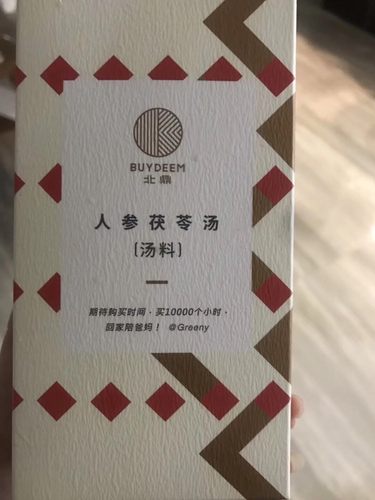 BUYDEEM
北鼎
人参茯苓汤
(汤料)
期待购买时间·买10000个小时·
回家陪爸妈! @Greeny